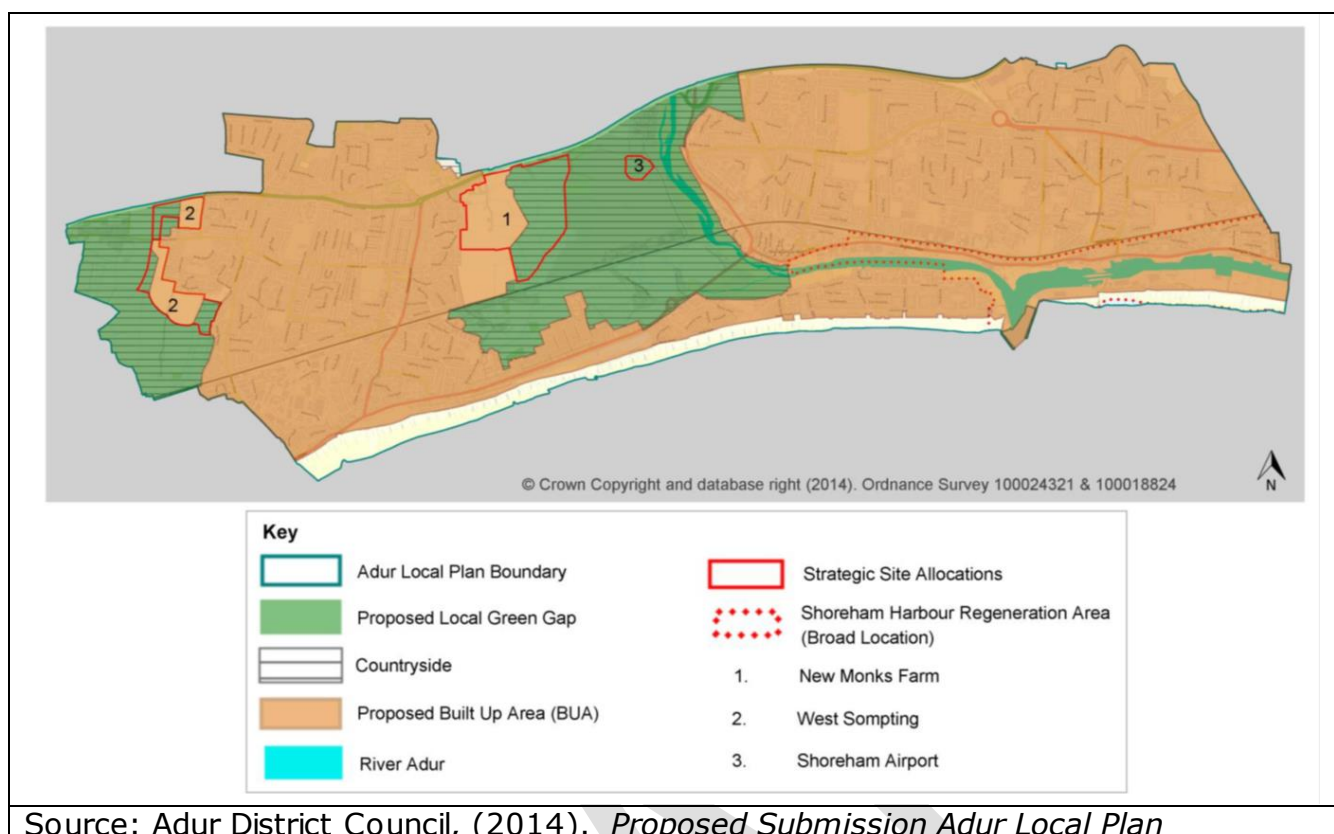 2
2
1
3
© Crown Copyright and database right (2014). Ordnance Survey 100024321 & 100018824
N
Key
Adur Local Plan Boundary
Proposed Local Green Gap
Countryside
Proposed Built Up Area (BUA)
River Adur
Strategic Site Allocations
Shoreham Harbour Regeneration Area
(Broad Location)
1. New Monks Farm
2. West Sompting
3. Shoreham Airport
Source: Adur District Council, (2014). Proposed Submission Adur Local Plan